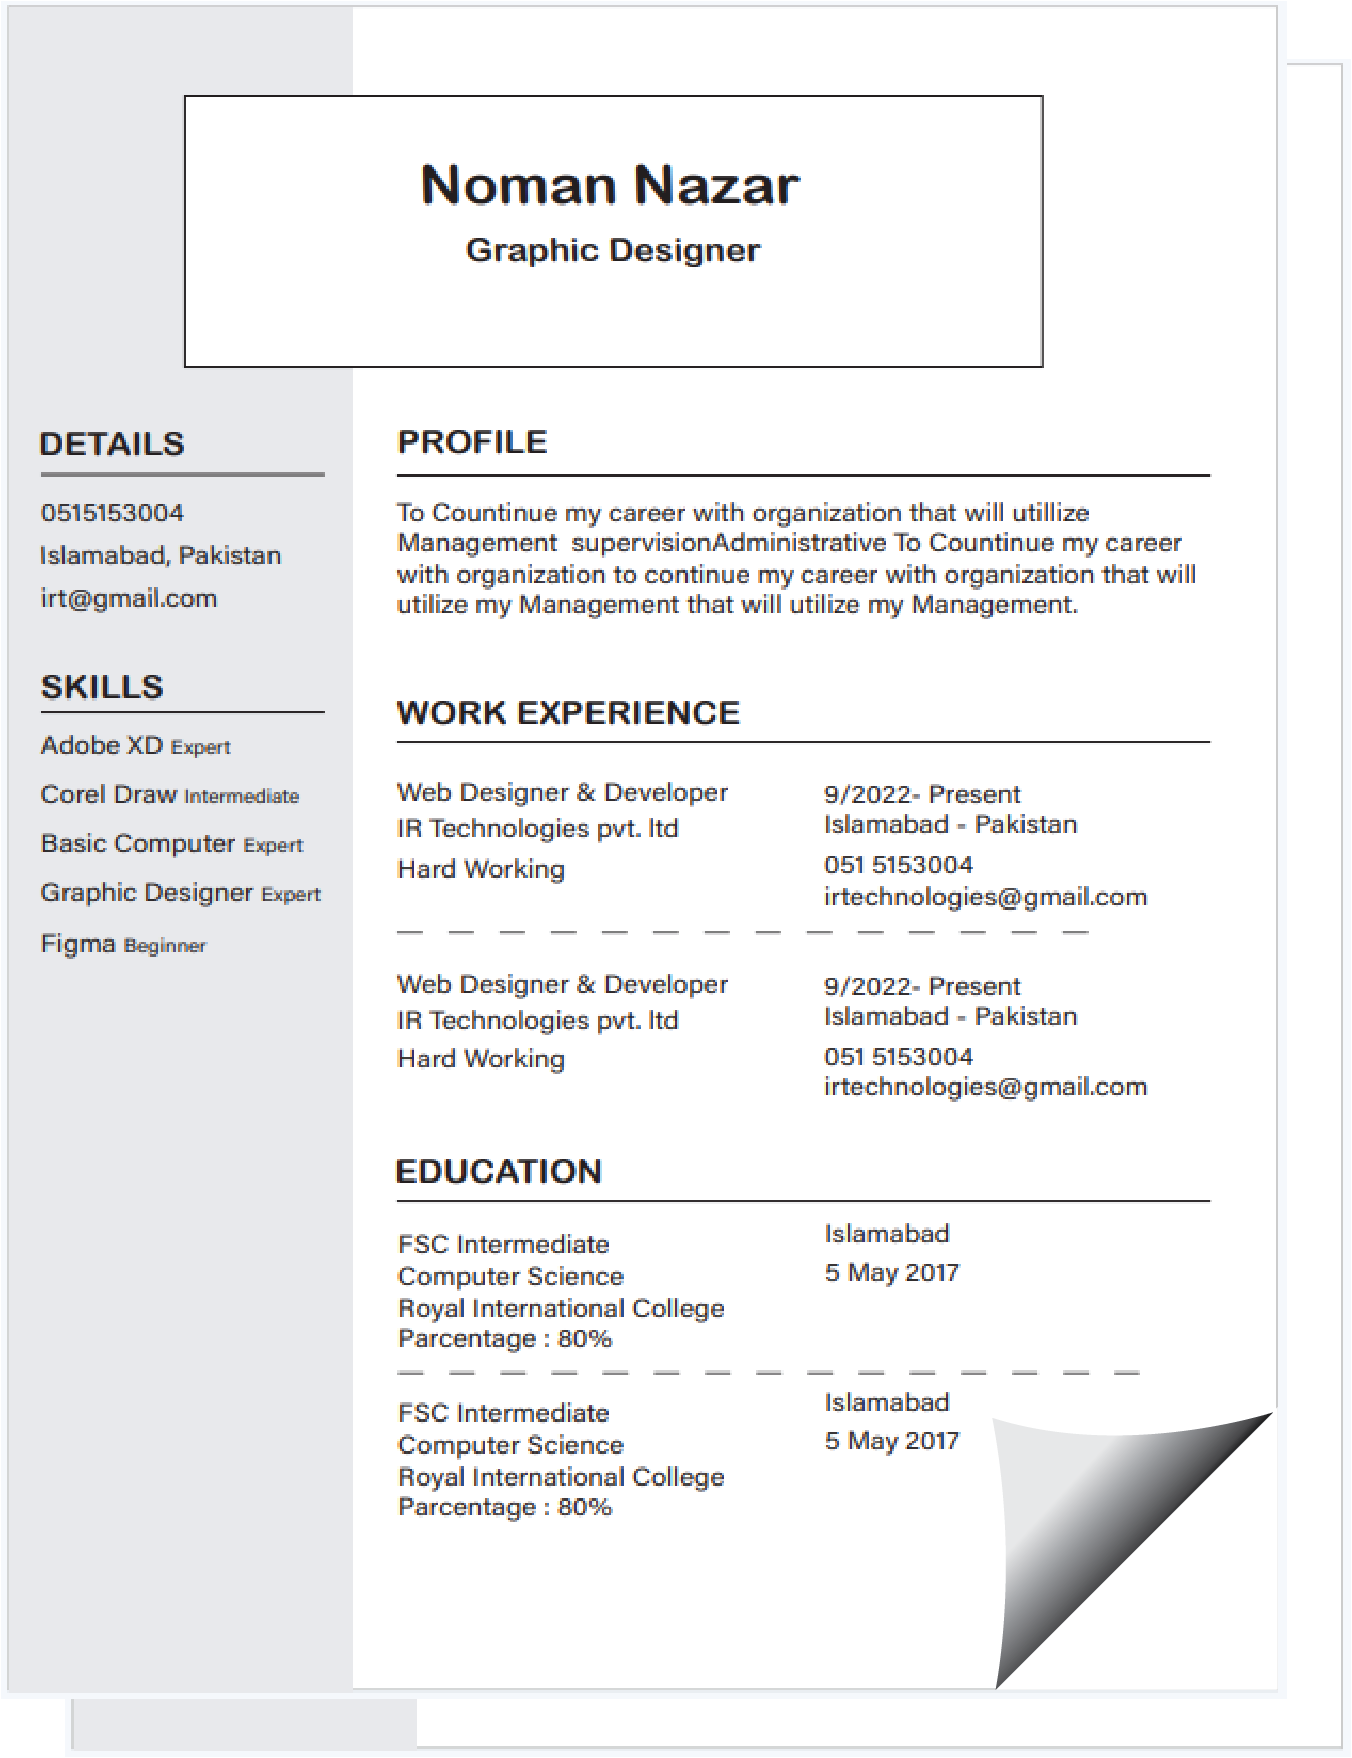 Noman Nazar
Graphic Designer
DETAILS
0515153004
Islamabad, Pakistan
irt@gmail.com
SKILLS
Adobe XD Expert
Corel Draw Intermediate
Basic Computer Expert
Graphic Designer Expert
Figma Beginner
PROFILE
To Countinue my career with organization that will utillize
Management  supervisionAdministrative To Countinue my career
with organization to continue my career with organization that will
utilize my Management that will utilize my Management.
WORK EXPERIENCE
Web Designer & Developer
IR Technologies pvt. ltd
Hard Working
9/2022- Present
Islamabad - Pakistan
051 5153004
irtechnologies@gmail.com
Web Designer & Developer
IR Technologies pvt. ltd
Hard Working
9/2022- Present
Islamabad - Pakistan
051 5153004
irtechnologies@gmail.com
EDUCATION
FSC Intermediate
Computer Science
Royal International College
Parcentage : 80%
Islamabad
5 May 2017
FSC Intermediate
Computer Science
Royal International College
Parcentage : 80%
Islamabad
5 May 2017